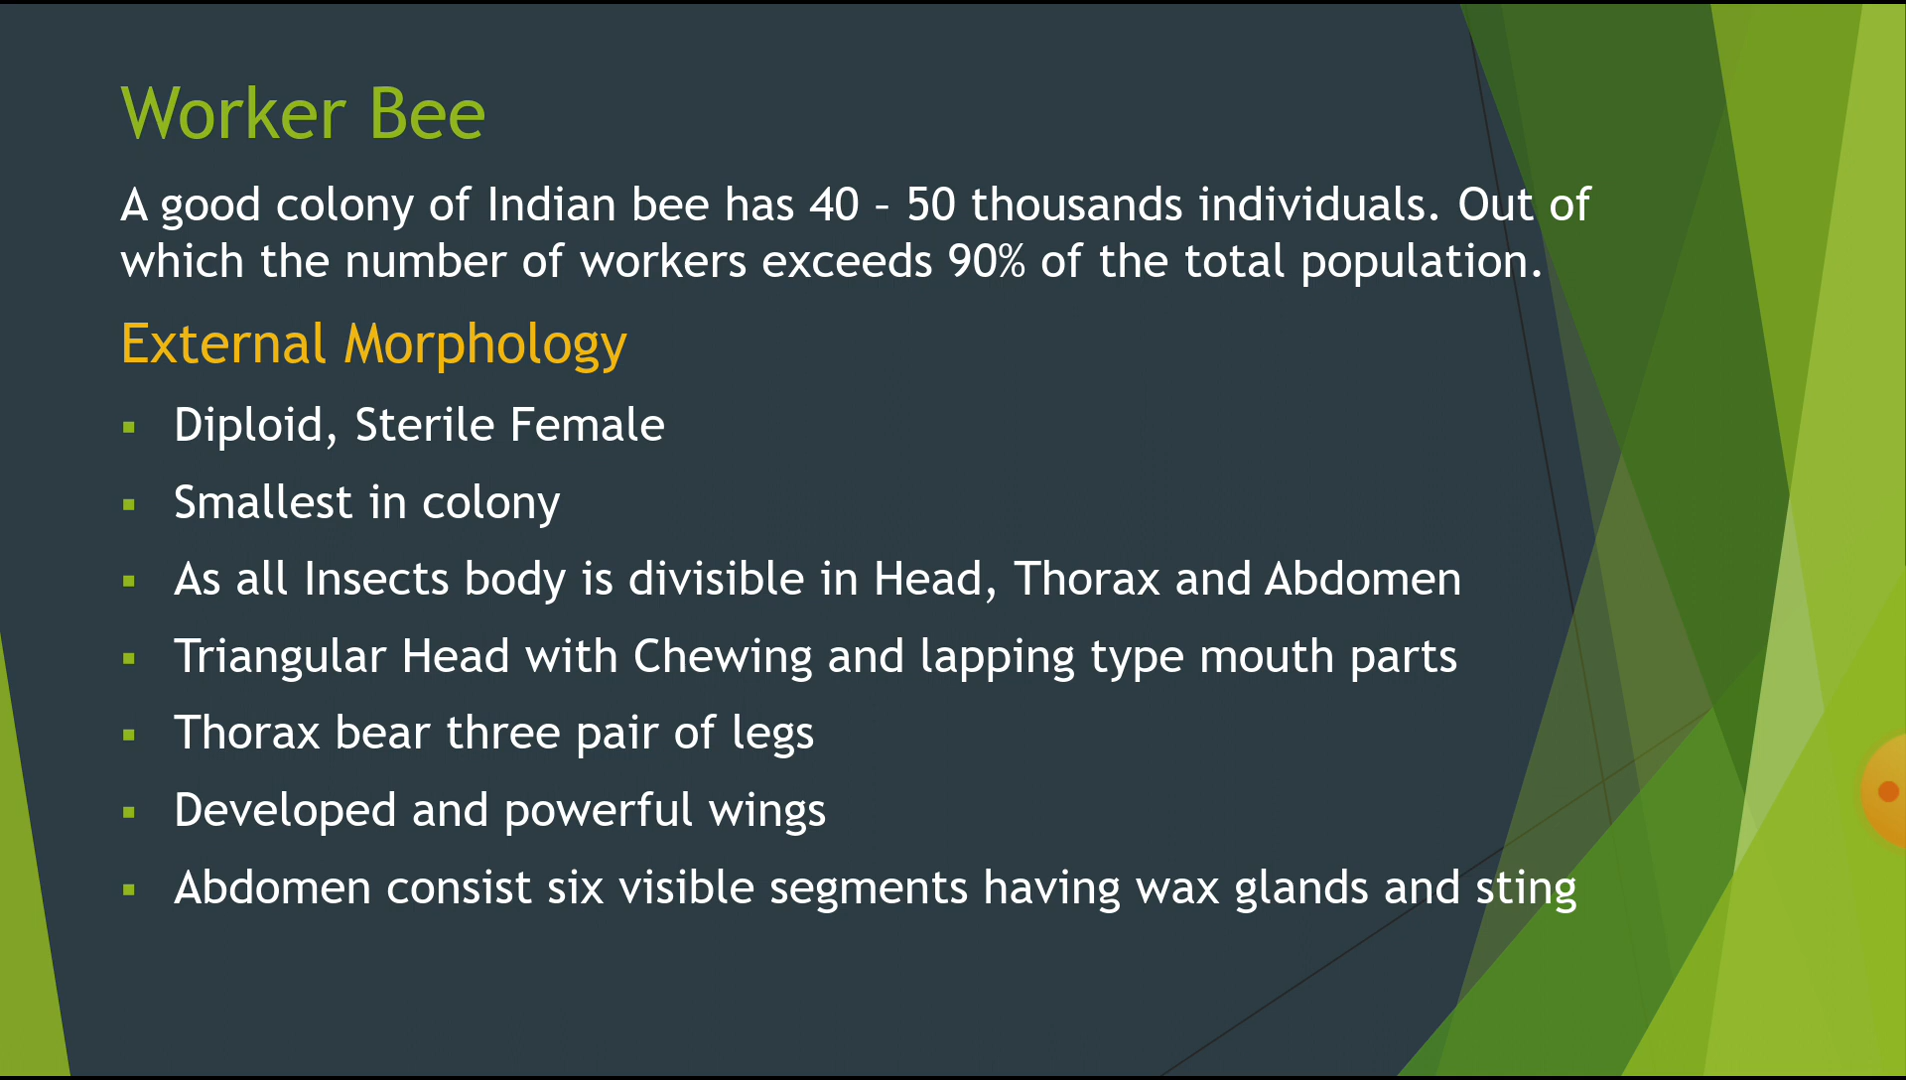 Worker Bee
A good colony of Indian bee has 40 – 50 thousands individuals. Out of
which the number of workers exceeds 90% of the total population.
External Morphology
▪ Diploid, Sterile Female
▪ Smallest in colony
▪ As all Insects body is divisible in Head, Thorax and Abdomen
▪ Triangular Head with Chewing and lapping type mouth parts
▪ Thorax bear three pair of legs
▪ Developed and powerful wings
▪ Abdomen consist six visible segments having wax glands and sting